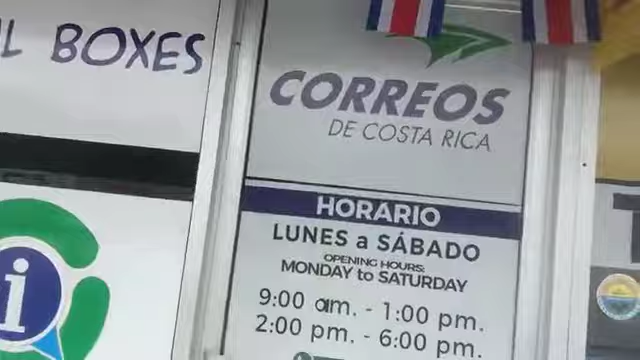 L BOXES
CORREOS
DE COSTA RICA
HORARIO
LUNES a SÁBADO
OPENING HOURS:
MONDAY to SATURDAY
9:00 am. - 1:00 pm.
2:00 pm. - 6:00 pm.
i
T